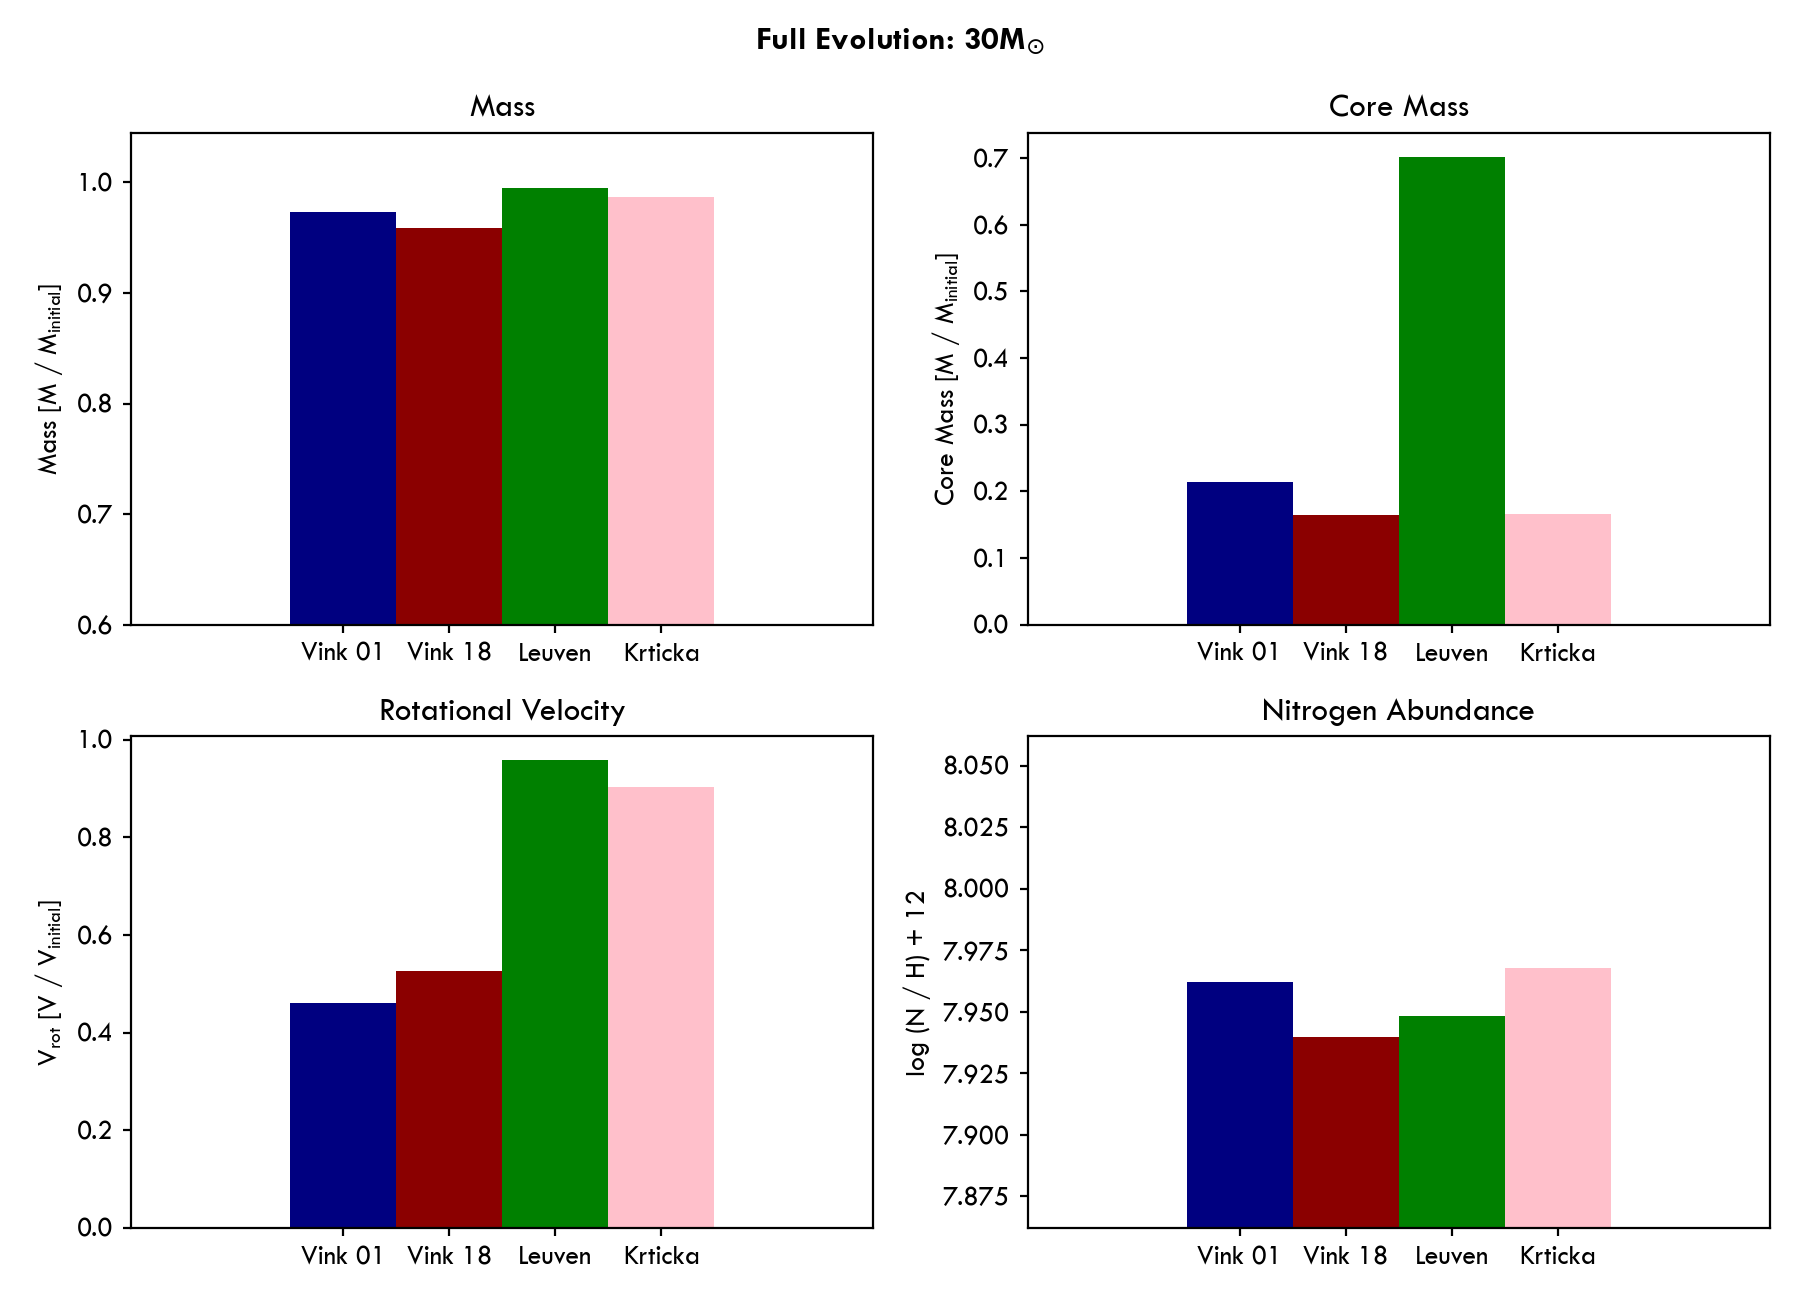 Full Evolution: 30M☉
Mass
Mass [M / Minitial]
1.0
0.9
0.8
0.7
0.6
Vink 01 Vink 18 Leuven Krticka
Core Mass
Core Mass [M / Minitial]
0.7
0.6
0.5
0.4
0.3
0.2
0.1
0.0
Vink 01 Vink 18 Leuven Krticka
Rotational Velocity
Vrot [V / Vinitial]
1.0
0.8
0.6
0.4
0.2
0.0
Vink 01 Vink 18 Leuven Krticka
Nitrogen Abundance
log (N / H) + 12
8.050
8.025
8.000
7.975
7.950
7.925
7.900
7.875
Vink 01 Vink 18 Leuven Krticka